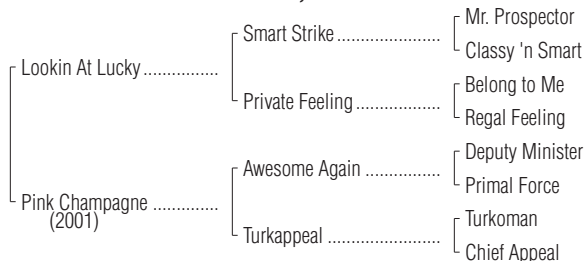 Mr. Prospector
Smart Strike ....................
Classy 'n Smart
Lookin At Lucky ...............
Belong to Me
Private Feeling ...................
Regal Feeling
Deputy Minister
Awesome Again .................
Primal Force
Pink Champagne .............
(2001)
Turkoman
Turkappeal ........................
Chief Appeal